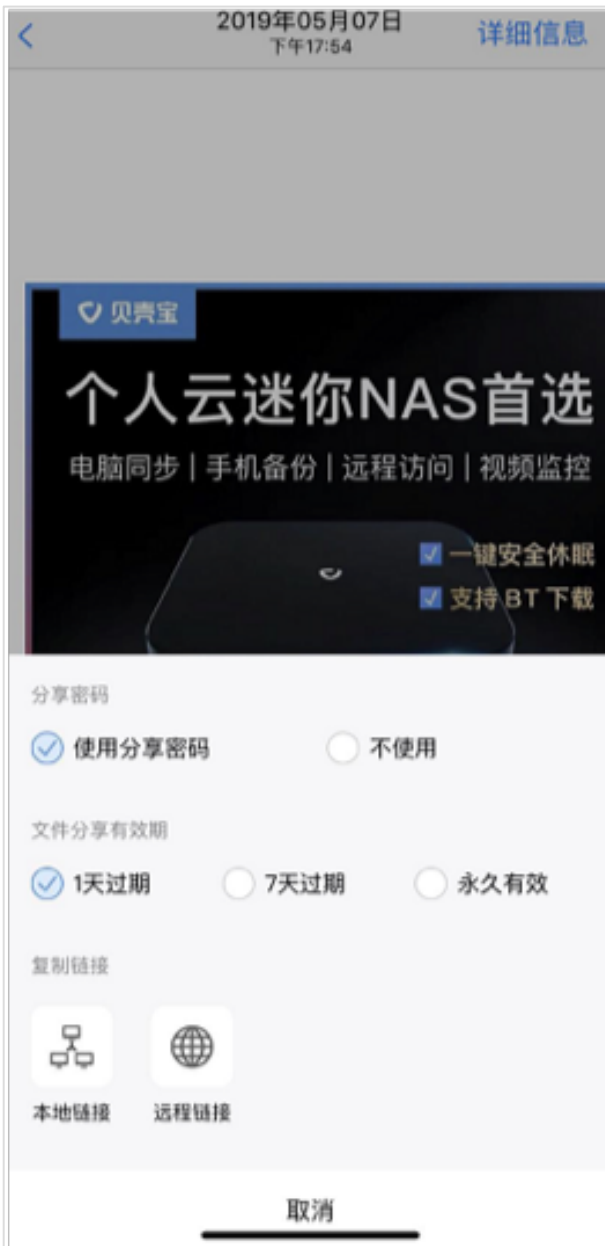 2019年05月07日
下午17:54
详细信息
贝壳宝
个人云迷你NAS首选
电脑同步 | 手机备份 | 远程访问 | 视频监控
一键安全休眠
支持 BT 下载
分享密码
使用分享密码 不使用
文件分享有效期
1天过期 7天过期 永久有效
复制链接
本地链接 远程链接
取消